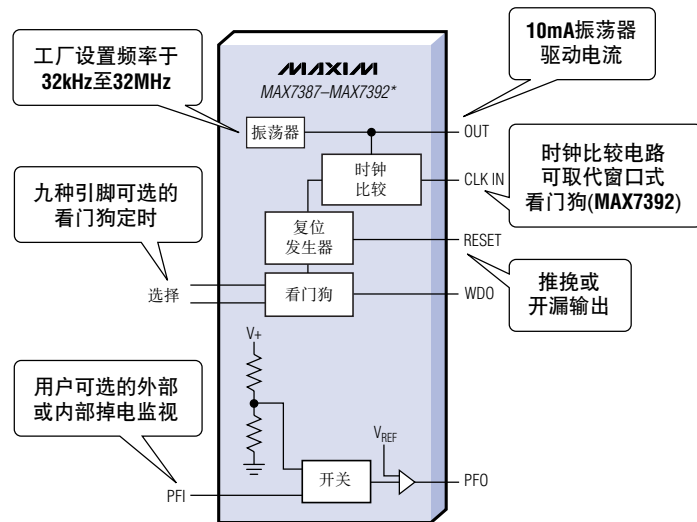 工厂设置频率于
32kHz至32MHz
MAXIM
MAX7387–MAX7392*
10mA振荡器
驱动电流
振荡器
OUT
时钟
比较
CLK IN
时钟比较电路
可取代窗口式
看门狗(MAX7392)
九种引脚可选的
看门狗定时
复位
发生器
RESET
选择
看门狗
WDO
推挽或
开漏输出
V+
用户可选的外部
或内部掉电监视
VREF
PFI
开关
PFO